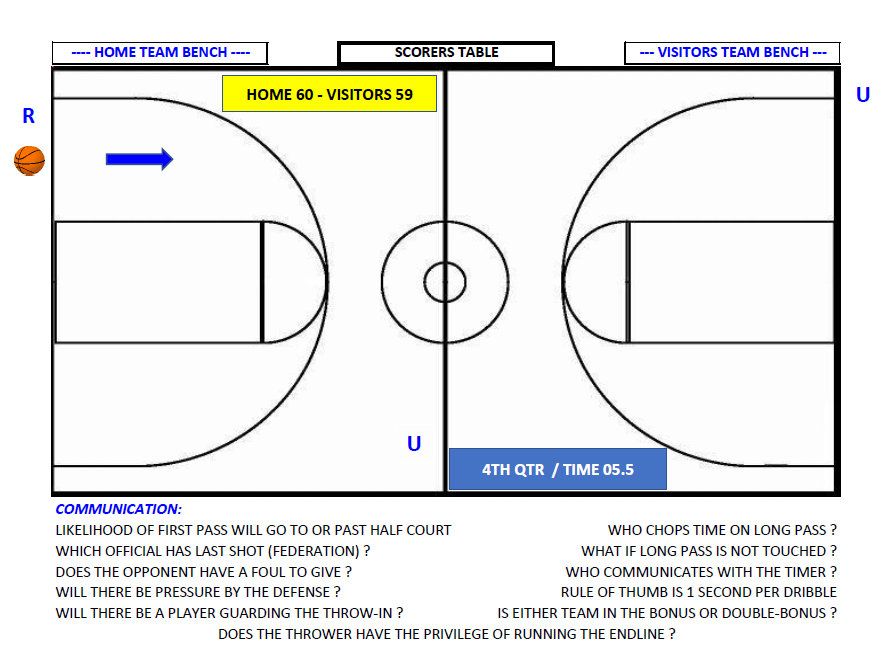 ---- HOME TEAM BENCH ----
SCORERS TABLE
--- VISITORS TEAM BENCH ---
HOME 60 - VISITORS 59
U
R
U
4TH QTR / TIME 05.5
COMMUNICATION:
LIKELIHOOD OF FIRST PASS WILL GO TO OR PAST HALF COURT
WHO CHOPS TIME ON LONG PASS ?
WHICH OFFICIAL HAS LAST SHOT (FEDERATION) ?
WHAT IF LONG PASS IS NOT TOUCHED ?
DOES THE OPPONENT HAVE A FOUL TO GIVE ?
WHO COMMUNICATES WITH THE TIMER ?
WILL THERE BE PRESSURE BY THE DEFENSE ?
RULE OF THUMB IS 1 SECOND PER DRIBBLE
WILL THERE BE A PLAYER GUARDING THE THROW-IN ?
IS EITHER TEAM IN THE BONUS OR DOUBLE-BONUS ?
DOES THE THROWER HAVE THE PRIVILEGE OF RUNNING THE ENDLINE ?